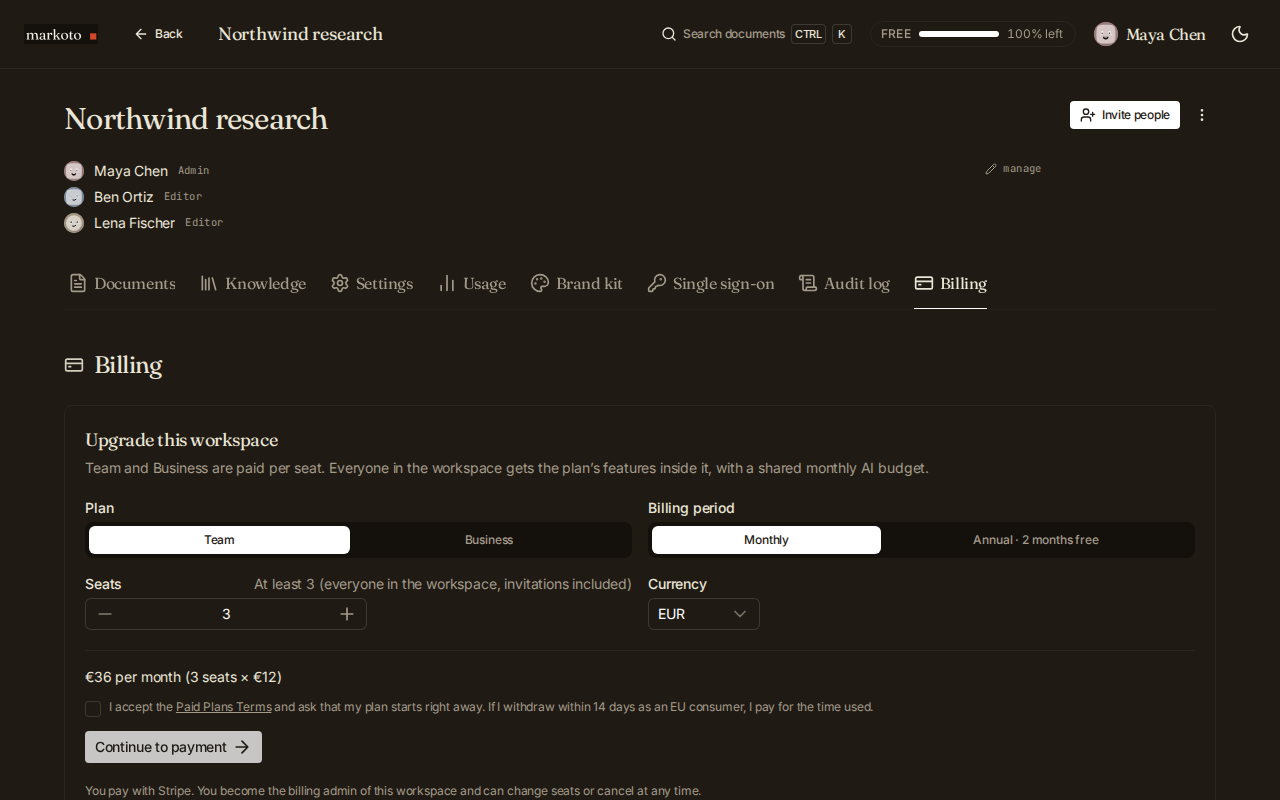 markoto
Back
Northwind research
Search documents CTRL K
FREE 100% left
Maya Chen
Northwind research
Invite people
Maya Chen Admin
manage
Ben Ortiz Editor
Lena Fischer Editor
Documents Knowledge Settings Usage Brand kit Single sign-on Audit log Billing
Billing
Upgrade this workspace
Team and Business are paid per seat. Everyone in the workspace gets the plan’s features inside it, with a shared monthly AI budget.
Plan
Team Business
Billing period
Monthly Annual · 2 months free
Seats At least 3 (everyone in the workspace, invitations included)
3
Currency
EUR
€36 per month (3 seats × €12)
I accept the Paid Plans Terms and ask that my plan starts right away. If I withdraw within 14 days as an EU consumer, I pay for the time used.
Continue to payment
You pay with Stripe. You become the billing admin of this workspace and can change seats or cancel at any time.